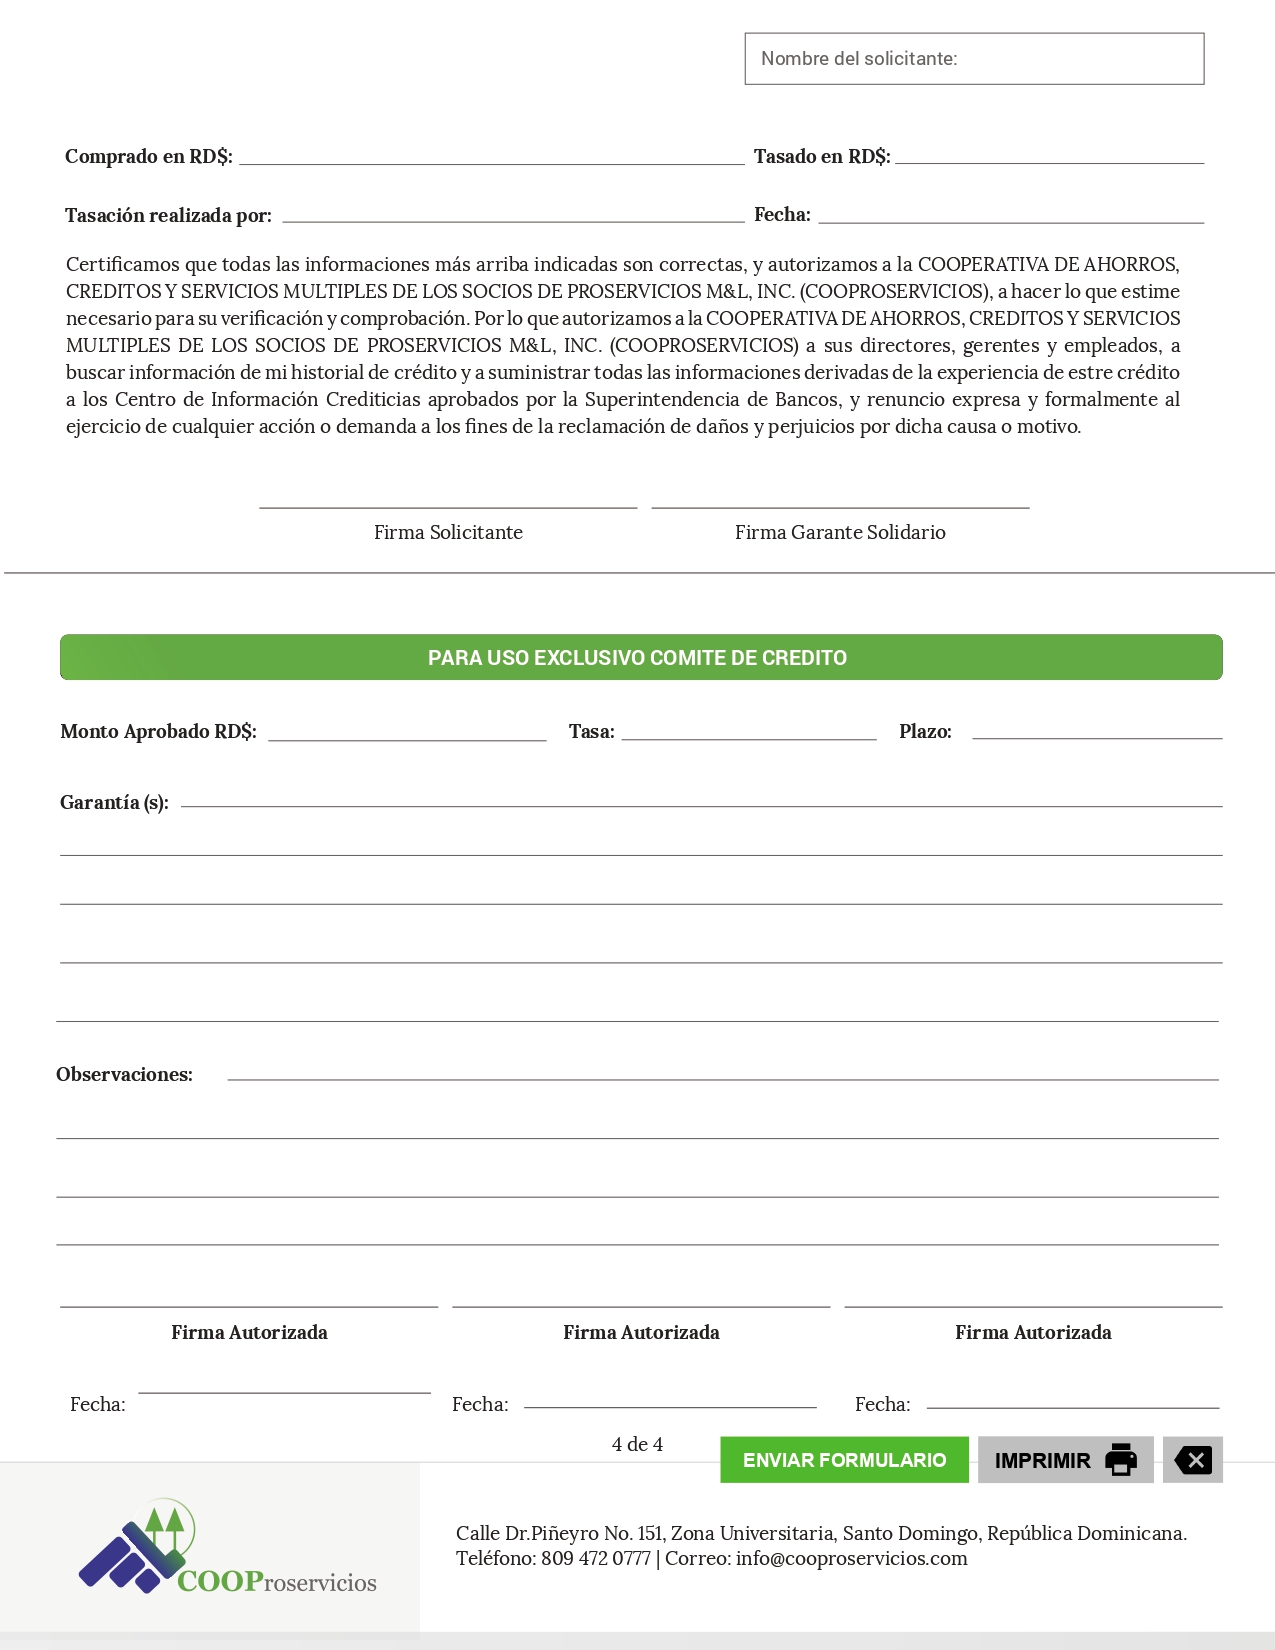 Nombre del solicitante:
Comprado en RD$: Tasado en RD$:
Tasación realizada por: Fecha:
Certificamos que todas las informaciones más arriba indicadas son correctas, y autorizamos a la COOPERATIVA DE AHORROS,
CREDITOS Y SERVICIOS MULTIPLES DE LOS SOCIOS DE PROSERVICIOS M&L, INC. (COOPROSERVICIOS), a hacer lo que estime
necesario para su verificación y comprobación. Por lo que autorizamos a la COOPERATIVA DE AHORROS, CREDITOS Y SERVICIOS
MULTIPLES DE LOS SOCIOS DE PROSERVICIOS M&L, INC. (COOPROSERVICIOS) a sus directores, gerentes y empleados, a
buscar información de mi historial de crédito y a suministrar todas las informaciones derivadas de la experiencia de estre crédito
a los Centro de Información Crediticias aprobados por la Superintendencia de Bancos, y renuncio expresa y formalmente al
ejercicio de cualquier acción o demanda a los fines de la reclamación de daños y perjuicios por dicha causa o motivo.
Firma Solicitante Firma Garante Solidario
PARA USO EXCLUSIVO COMITE DE CREDITO
Monto Aprobado RD$: Tasa: Plazo:
Garantía (s):
Observaciones:
Firma Autorizada Firma Autorizada Firma Autorizada
Fecha: Fecha: Fecha:
4 de 4
ENVIAR FORMULARIO IMPRIMIR
COOProservicios
Calle Dr.Piñeyro No. 151, Zona Universitaria, Santo Domingo, República Dominicana.
Teléfono: 809 472 0777 | Correo: info@cooproservicios.com